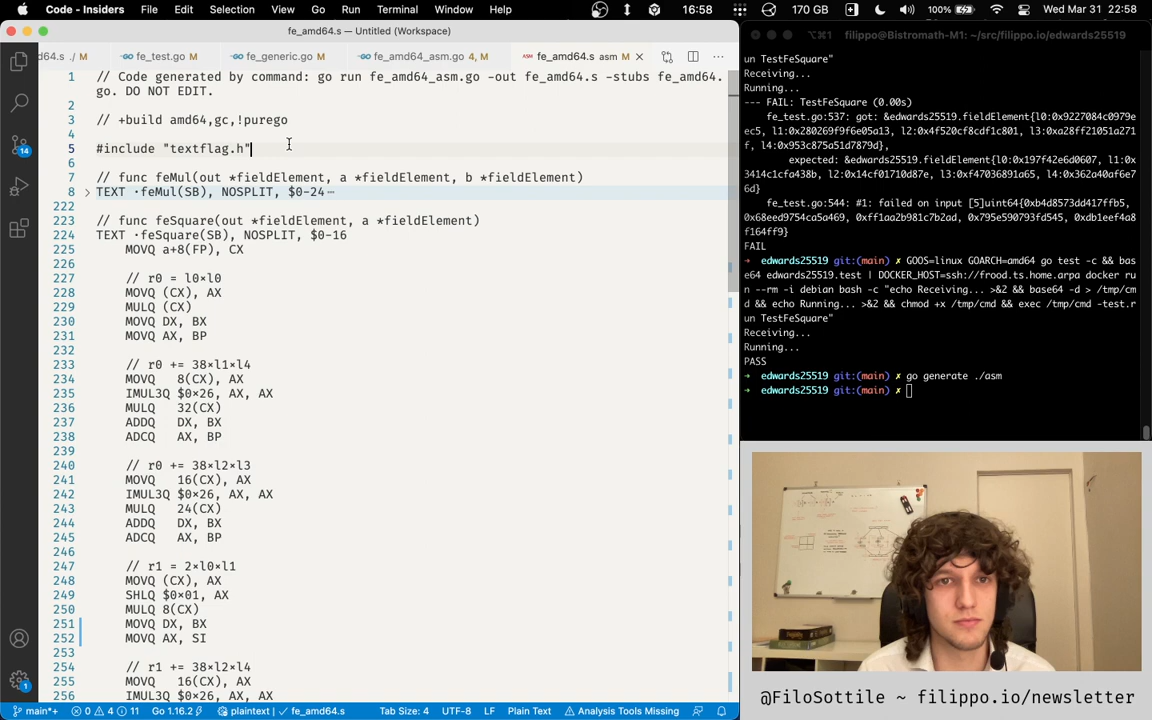 Code - Insiders File Edit Selection View Go Run Terminal Window Help 16:58 170 GB 100% Wed Mar 31 22:58
fe_amd64.s — Untitled (Workspace)
d64.s ./ M fe_test.go M fe_generic.go M fe_amd64_asm.go 4, M fe_amd64.s asm M
1 // Code generated by command: go run fe_amd64_asm.go -out fe_amd64.s -stubs fe_amd64.
go. DO NOT EDIT.
2
3 // +build amd64,gc,!purego
4
5 #include "textflag.h"
6
7 // func feMul(out *fieldElement, a *fieldElement, b *fieldElement)
8 TEXT ·feMul(SB), NOSPLIT, $0-24
222
223 // func feSquare(out *fieldElement, a *fieldElement)
224 TEXT ·feSquare(SB), NOSPLIT, $0-16
225 MOVQ a+8(FP), CX
226
227 // r0 = l0×l0
228 MOVQ (CX), AX
229 MULQ (CX)
230 MOVQ DX, BX
231 MOVQ AX, BP
232
233 // r0 += 38×l1×l4
234 MOVQ 8(CX), AX
235 IMUL3Q $0×26, AX, AX
236 MULQ 32(CX)
237 ADDQ DX, BX
238 ADCQ AX, BP
239
240 // r0 += 38×l2×l3
241 MOVQ 16(CX), AX
242 IMUL3Q $0×26, AX, AX
243 MULQ 24(CX)
244 ADDQ DX, BX
245 ADCQ AX, BP
246
247 // r1 = 2×l0×l1
248 MOVQ (CX), AX
249 SHLQ $0×01, AX
250 MULQ 8(CX)
251 MOVQ DX, BX
252 MOVQ AX, SI
253
254 // r1 += 38×l2×l4
255 MOVQ 16(CX), AX
256 IMUL3Q $0×26, AX, AX
14
1
main*+ 0 4 11 Go 1.16.2 plaintext | ✓ fe_amd64.s Tab Size: 4 UTF-8 LF Plain Text Analysis Tools Missing
⌥⌘1 filippo@Bistromath-M1: ~/src/filippo.io/edwards25519
un TestFeSquare"
Receiving...
Running...
--- FAIL: TestFeSquare (0.00s)
fe_test.go:537: got: &edwards25519.fieldElement{l0:0x9227084c0979e
ec5, l1:0x280269f9f6e05a13, l2:0x4f520cf8cdf1c801, l3:0xa28ff21051a271
f, l4:0x953c875a51d7879d},
expected: &edwards25519.fieldElement{l0:0x197f42e6d0607, l1:0x
3414c1cfa438b, l2:0x14cf01710d87e, l3:0xf47036891a65, l4:0x362a40af6e7
6d}
fe_test.go:544: #1: failed on input [5]uint64{0xb4d8573dd417ffb5,
0x68eed9754ca5a469, 0xff1aa2b981c7b2ad, 0x795e590793fd545, 0xdb1eef4a8
f164ff9}
FAIL
➜ edwards25519 git:(main) ✗ GOOS=linux GOARCH=amd64 go test -c && bas
e64 edwards25519.test | DOCKER_HOST=ssh://frood.ts.home.arpa docker ru
n --rm -i debian bash -c "echo Receiving... >&2 && base64 -d > /tmp/cm
d && echo Running... >&2 && chmod +x /tmp/cmd && exec /tmp/cmd -test.r
un TestFeSquare"
Receiving...
Running...
PASS
➜ edwards25519 git:(main) ✗ go generate ./asm
➜ edwards25519 git:(main) ✗
@FiloSottile ~ filippo.io/newsletter